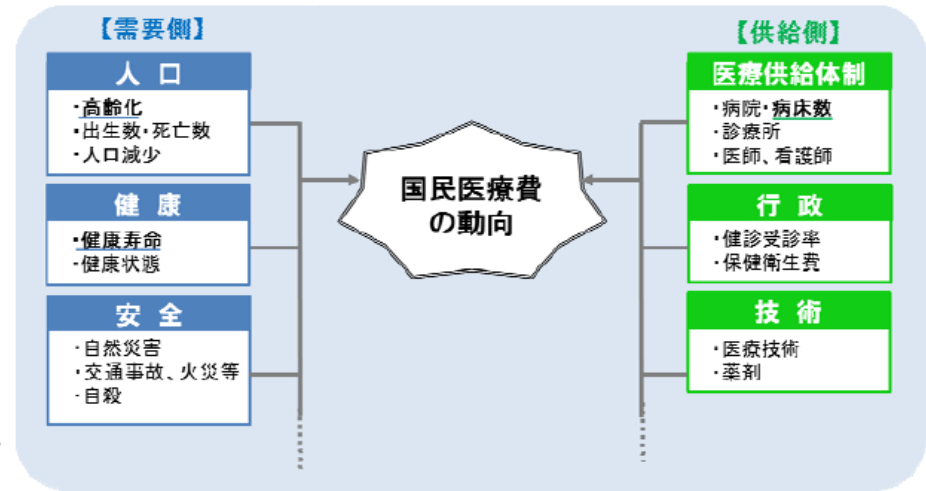 【需要側】
人口
・高齢化
・出生数・死亡数
・人口減少
健康
・健康寿命
・健康状態
安全
・自然災害
・交通事故、火災等
・自殺
国民医療費
の動向
【供給側】
医療供給体制
・病院・病床数
・診療所
・医師、看護師
行政
・健診受診率
・保健衛生費
技術
・医療技術
・薬剤